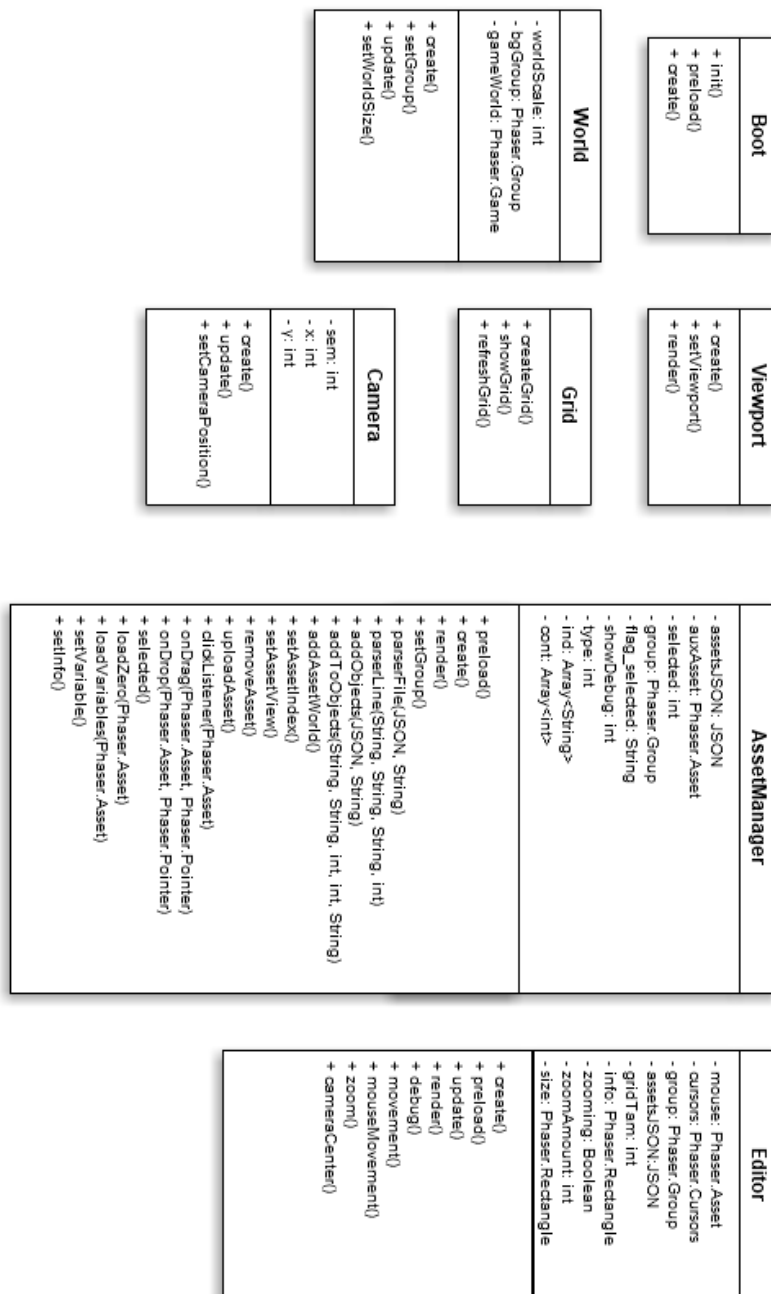 Boot
+ init()
+ preload()
+ create()
Viewport
+ create()
+ setViewport()
+ render()
AssetManager
- assetsJSON: JSON
- auxAsset: Phaser.Asset
- selected: int
- group: Phaser.Group
- flag_selected: String
- showDebug: int
- type: int
- ind: Array<String>
- cont: Array<int>
+ preload()
+ create()
+ render()
+ setGroup()
+ parserFile(JSON, String)
+ parserLine(String, String, String, int)
+ addObjects(JSON, String)
+ addToObjects(String, String, int, int, String)
+ addAssetWorld()
+ setAssetIndex()
+ setAssetView()
+ removeAsset()
+ uploadAsset()
+ clickListener(Phaser.Asset)
+ onDrag(Phaser.Asset, Phaser.Pointer)
+ onDrop(Phaser.Asset, Phaser.Pointer)
+ selected()
+ loadZero(Phaser.Asset)
+ loadVariables(Phaser.Asset)
+ setVariable()
+ setInfo()
Editor
- mouse: Phaser.Asset
- cursors: Phaser.Cursors
- group: Phaser.Group
- assetsJSON:JSON
- gridTam: int
- info: Phaser.Rectangle
- zooming: Boolean
- zoomAmount: int
- size: Phaser.Rectangle
+ create()
+ preload()
+ update()
+ render()
+ debug()
+ movement()
+ mouseMovement()
+ zoom()
+ cameraCenter()
World
- worldScale: int
- bgGroup: Phaser.Group
- gameWorld: Phaser.Game
+ create()
+ setGroup()
+ update()
+ setWorldSize()
Grid
+ createGrid()
+ showGrid()
+ refreshGrid()
Camera
- sem: int
- x: int
- y: int
+ create()
+ update()
+ setCameraPosition()